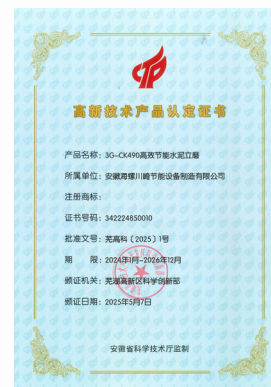 高新技术产品认定证书
产品名称：3G-CK490高效节能水泥立磨
所属单位：安徽海螺川崎节能设备制造有限公司
注册商标：
证书号码：342224850010
批准文号：芜高科〔2025〕1号
期 限：2024年1月-2026年12月
颁证机关：芜湖高新区科学创新部
颁证日期：2025年5月7日
安徽省科学技术厅监制